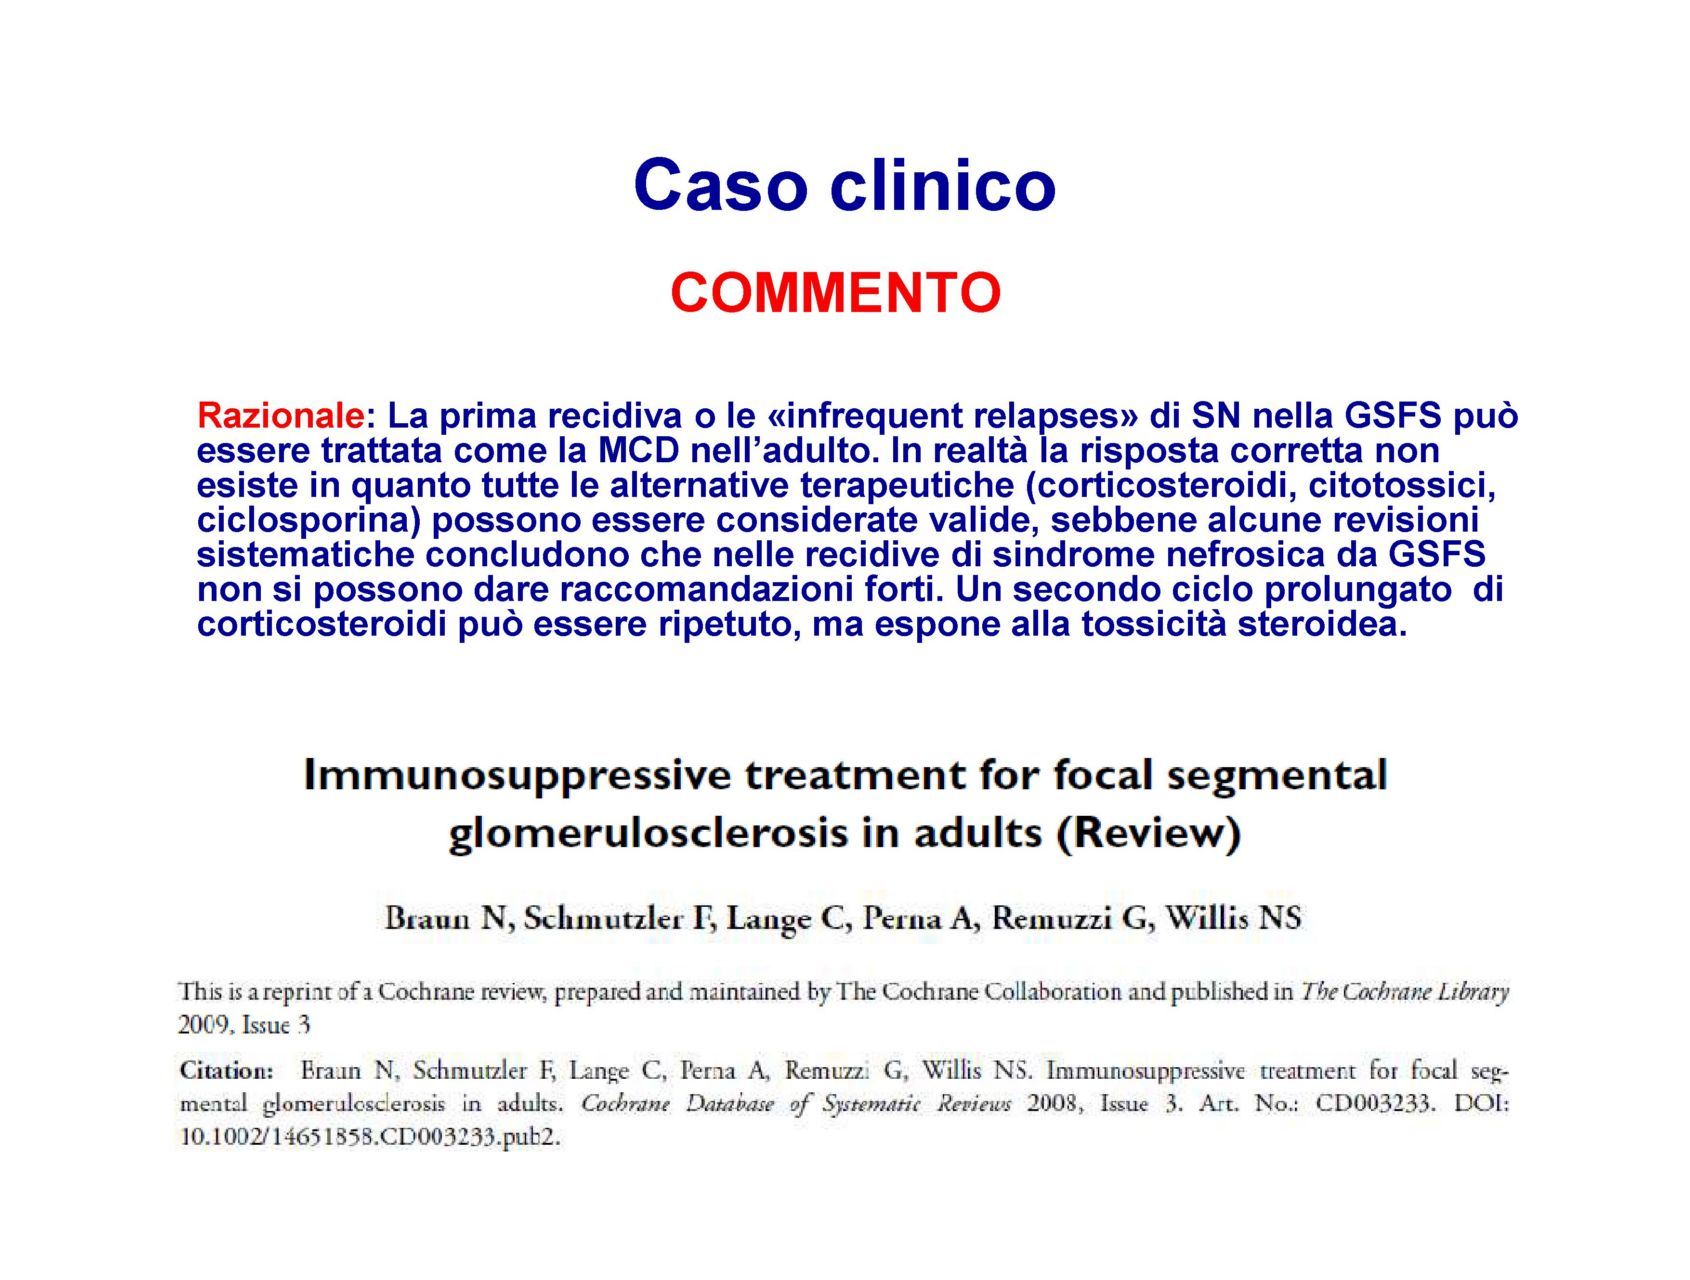 Caso clinico
COMMENTO
Razionale: La prima recidiva o le «infrequent relapses» di SN nella GSFS può
essere trattata come la MCD nell’adulto. In realtà la risposta corretta non
esiste in quanto tutte le alternative terapeutiche (corticosteroidi, citotossici,
ciclosporina) possono essere considerate valide, sebbene alcune revisioni
sistematiche concludono che nelle recidive di sindrome nefrosica da GSFS
non si possono dare raccomandazioni forti. Un secondo ciclo prolungato di
corticosteroidi può essere ripetuto, ma espone alla tossicità steroidea.
Immunosuppressive treatment for focal segmental
glomerulosclerosis in adults (Review)
Braun N, Schmutzler F, Lange C, Perna A, Remuzzi G, Willis NS
This is a reprint of a Cochrane review, prepared and maintained by The Cochrane Collaboration and published in The Cochrane Library
2009, Issue 3
Citation: Braun N, Schmutzler F, Lange C, Perna A, Remuzzi G, Willis NS. Immunosuppressive treatment for focal seg-
mental glomerulosclerosis in adults. Cochrane Database of Systematic Reviews 2008, Issue 3. Art. No.: CD003233. DOI:
10.1002/14651858.CD003233.pub2.